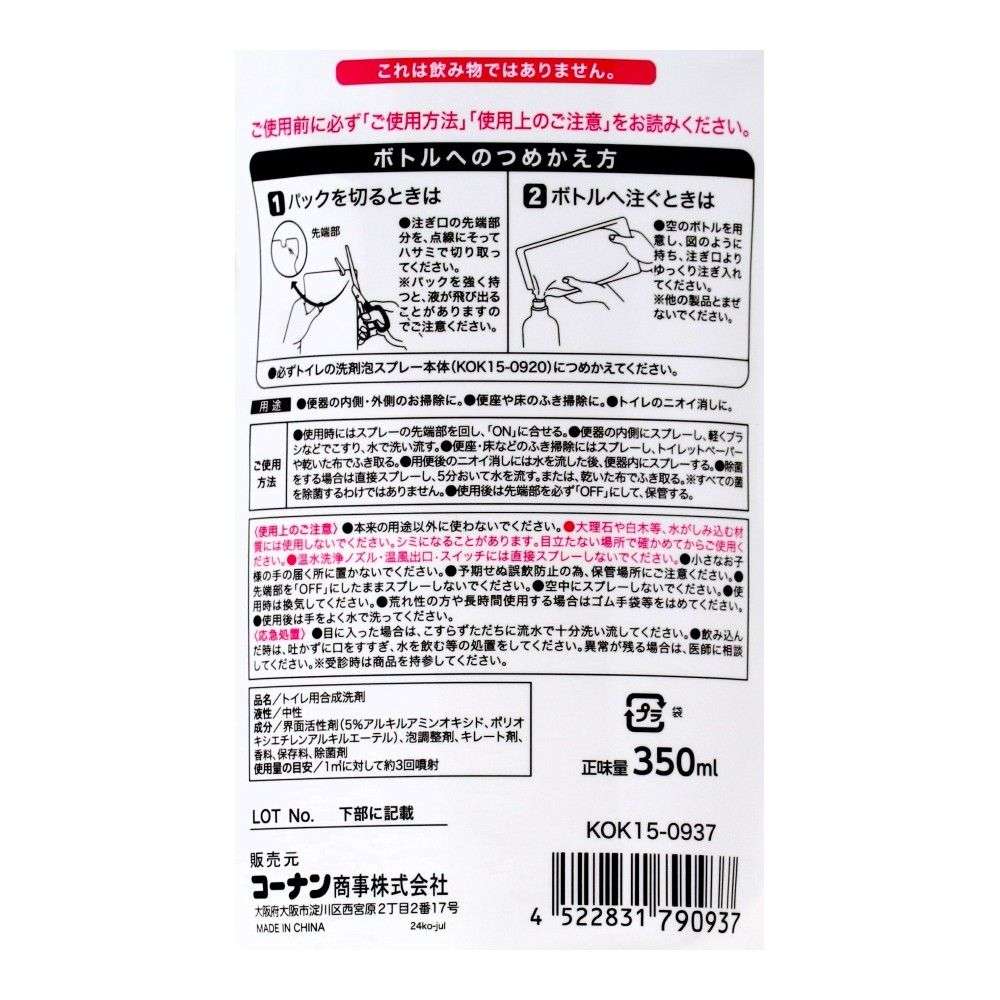 これは飲み物ではありません。
ご使用前に必ず「ご使用方法」「使用上のご注意」をお読みください。
ボトルへのつめかえ方
1 パックを切るときは
先端部
●注ぎ口の先端部
分を、点線にそって
ハサミで切り取っ
てください。
※パックを強く持
つと、液が飛び出る
ことがありますの
でご注意ください。
2 ボトルへ注ぐときは
●空のボトルを用
意し、図のように
持ち、注ぎ口より
ゆっくり注ぎ入れ
てください。
※他の製品とまぜ
ないでください。
●必ずトイレの洗剤泡スプレー本体(KOK15-0920)につめかえてください。
用途 ●便器の内側・外側のお掃除に。●便座や床のふき掃除に。●トイレのニオイ消しに。
ご使用
方法
●使用時にはスプレーの先端部を回し、「ON」に合せる。●便器の内側にスプレーし、軽くブラ
シなどでこすり、水で洗い流す。●便座・床などのふき掃除にはスプレーし、トイレットペーパー
や乾いた布でふき取る。●用便後のニオイ消しには水を流した後、便器内にスプレーする。●除菌
をする場合は直接スプレーし、5分おいて水を流す。または、乾いた布でふき取る。※すべての菌
を除菌するわけではありません。●使用後は先端部を必ず「OFF」にして、保管する。
〈使用上のご注意〉●本来の用途以外に使わないでください。●大理石や白木等、水がしみ込む材
質には使用しないでください。シミになることがあります。目立たない場所で確かめてからご使用く
ださい。●温水洗浄ノズル・温風出口・スイッチには直接スプレーしないでください。●小さなお子
様の手の届く所に置かないでください。●予期せぬ誤飲防止の為、保管場所にご注意ください。●
先端部を「OFF」にしたままスプレーしないでください。●空中にスプレーしないでください。●使
用時は換気してください。●荒れ性の方や長時間使用する場合はゴム手袋等をはめてください。
●使用後は手をよく水で洗ってください。
〈応急処置〉●目に入った場合は、こすらずただちに流水で十分洗い流してください。●飲み込ん
だ時は、吐かずに口をすすぎ、水を飲む等の処置をしてください。異常が残る場合は、医師に相談
してください。※受診時は商品を持参してください。
品名/トイレ用合成洗剤
液性/中性
成分/界面活性剤(5%アルキルアミンオキシド、ポリオ
キシエチレンアルキルエーテル)、泡調整剤、キレート剤、
香料、保存料、除菌剤
使用量の目安/1㎡に対して約3回噴射
プラ 袋
正味量 350ml
LOT No. 下部に記載
KOK15-0937
販売元
コーナン商事株式会社
大阪府大阪市淀川区西宮原2丁目2番17号
MADE IN CHINA 24ko-jul
4 522831 790937